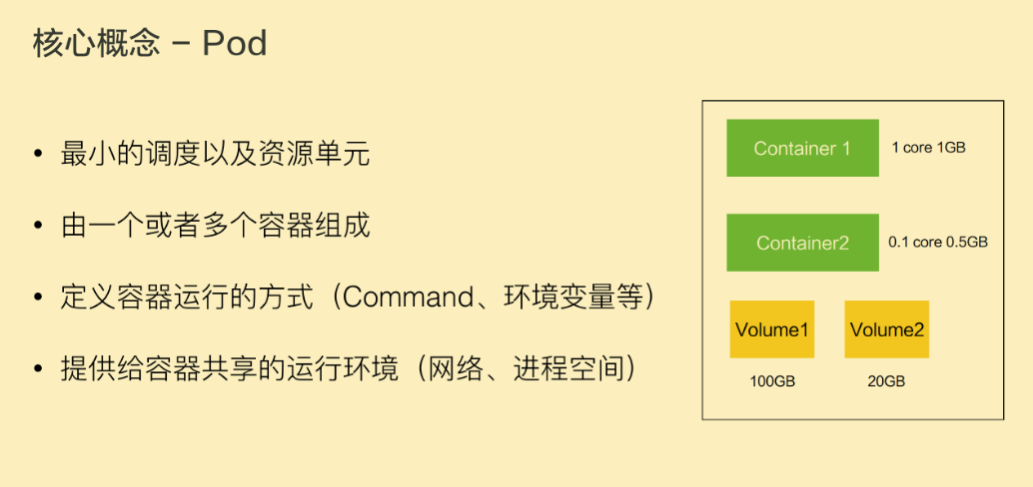 核心概念 – Pod
• 最小的调度以及资源单元
• 由一个或者多个容器组成
• 定义容器运行的方式（Command、环境变量等）
• 提供给容器共享的运行环境（网络、进程空间）
Container 1 1 core 1GB
Container2 0.1 core 0.5GB
Volume1 Volume2
100GB 20GB